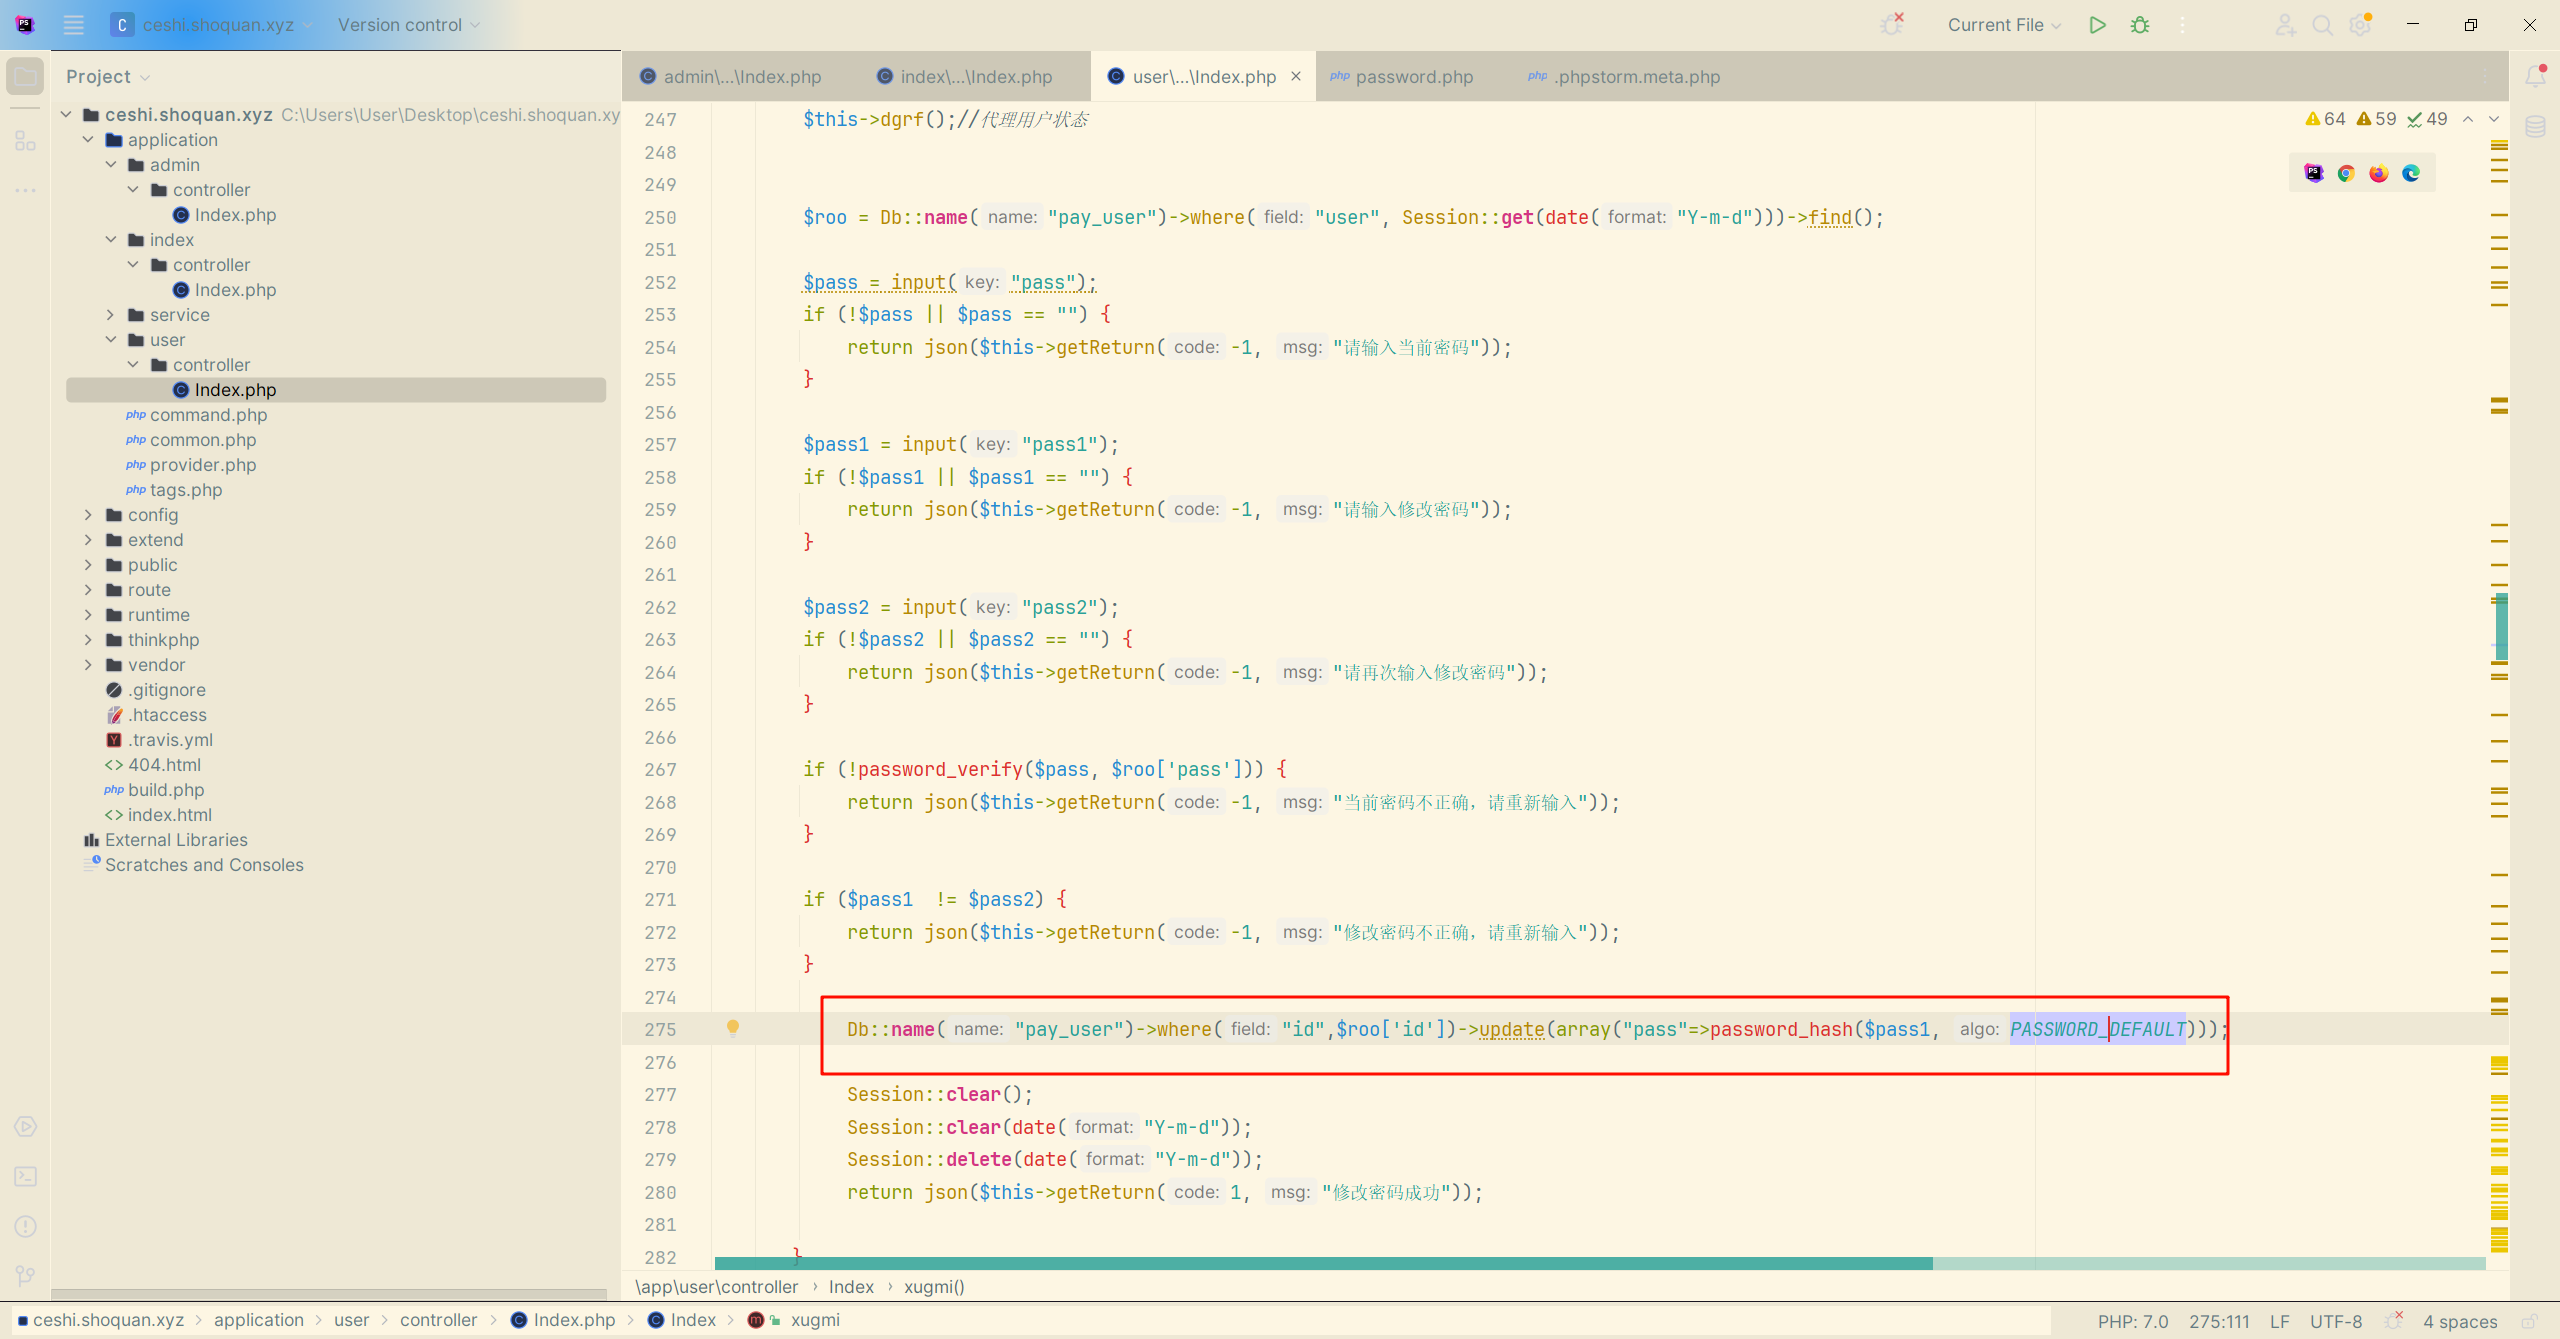 ceshi.shoquan.xyz
Version control
Current File
Project
admin\...\Index.php
index\...\Index.php
user\...\Index.php
password.php
.phpstorm.meta.php
ceshi.shoquan.xyz C:\Users\User\Desktop\ceshi.shoquan.xy
application
admin
controller
Index.php
index
controller
Index.php
service
user
controller
Index.php
php command.php
php common.php
php provider.php
php tags.php
config
extend
public
route
runtime
thinkphp
vendor
.gitignore
.htaccess
.travis.yml
404.html
php build.php
index.html
External Libraries
Scratches and Consoles
64 59 49
247 $this->dgrf();//代理用户状态
248
249
250 $roo = Db::name( name: "pay_user")->where( field: "user", Session::get(date( format: "Y-m-d")))->find();
251
252 $pass = input( key: "pass");
253 if (!$pass || $pass == "") {
254 return json($this->getReturn( code: -1, msg: "请输入当前密码"));
255 }
256
257 $pass1 = input( key: "pass1");
258 if (!$pass1 || $pass1 == "") {
259 return json($this->getReturn( code: -1, msg: "请输入修改密码"));
260 }
261
262 $pass2 = input( key: "pass2");
263 if (!$pass2 || $pass2 == "") {
264 return json($this->getReturn( code: -1, msg: "请再次输入修改密码"));
265 }
266
267 if (!password_verify($pass, $roo['pass'])) {
268 return json($this->getReturn( code: -1, msg: "当前密码不正确，请重新输入"));
269 }
270
271 if ($pass1  != $pass2) {
272 return json($this->getReturn( code: -1, msg: "修改密码不正确，请重新输入"));
273 }
274
275 Db::name( name: "pay_user")->where( field: "id",$roo['id'])->update(array("pass"=>password_hash($pass1, algo: PASSWORD_DEFAULT)));
276
277 Session::clear();
278 Session::clear(date( format: "Y-m-d"));
279 Session::delete(date( format: "Y-m-d"));
280 return json($this->getReturn( code: 1, msg: "修改密码成功"));
281
282 }
\app\user\controller › Index › xugmi()
ceshi.shoquan.xyz › application › user › controller › Index.php › Index › xugmi
PHP: 7.0 275:111 LF UTF-8 4 spaces